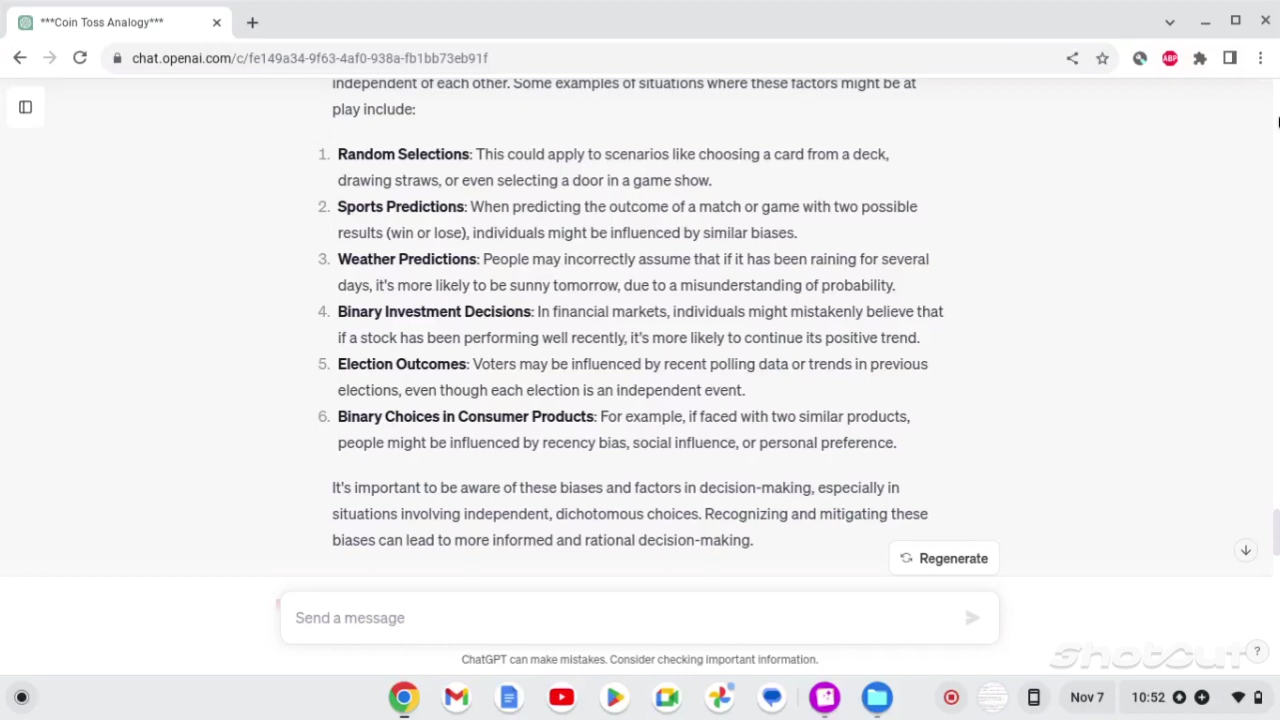 ***Coin Toss Analogy***
chat.openai.com/c/fe149a34-9f63-4af0-938a-fb1bb73eb91f
ABP
independent of each other. Some examples of situations where these factors might be at
play include:
1. Random Selections: This could apply to scenarios like choosing a card from a deck,
drawing straws, or even selecting a door in a game show.
2. Sports Predictions: When predicting the outcome of a match or game with two possible
results (win or lose), individuals might be influenced by similar biases.
3. Weather Predictions: People may incorrectly assume that if it has been raining for several
days, it's more likely to be sunny tomorrow, due to a misunderstanding of probability.
4. Binary Investment Decisions: In financial markets, individuals might mistakenly believe that
if a stock has been performing well recently, it's more likely to continue its positive trend.
5. Election Outcomes: Voters may be influenced by recent polling data or trends in previous
elections, even though each election is an independent event.
6. Binary Choices in Consumer Products: For example, if faced with two similar products,
people might be influenced by recency bias, social influence, or personal preference.
It's important to be aware of these biases and factors in decision-making, especially in
situations involving independent, dichotomous choices. Recognizing and mitigating these
biases can lead to more informed and rational decision-making.
Regenerate
Send a message
ChatGPT can make mistakes. Consider checking important information.
Shotcut
?
Nov 7
10:52